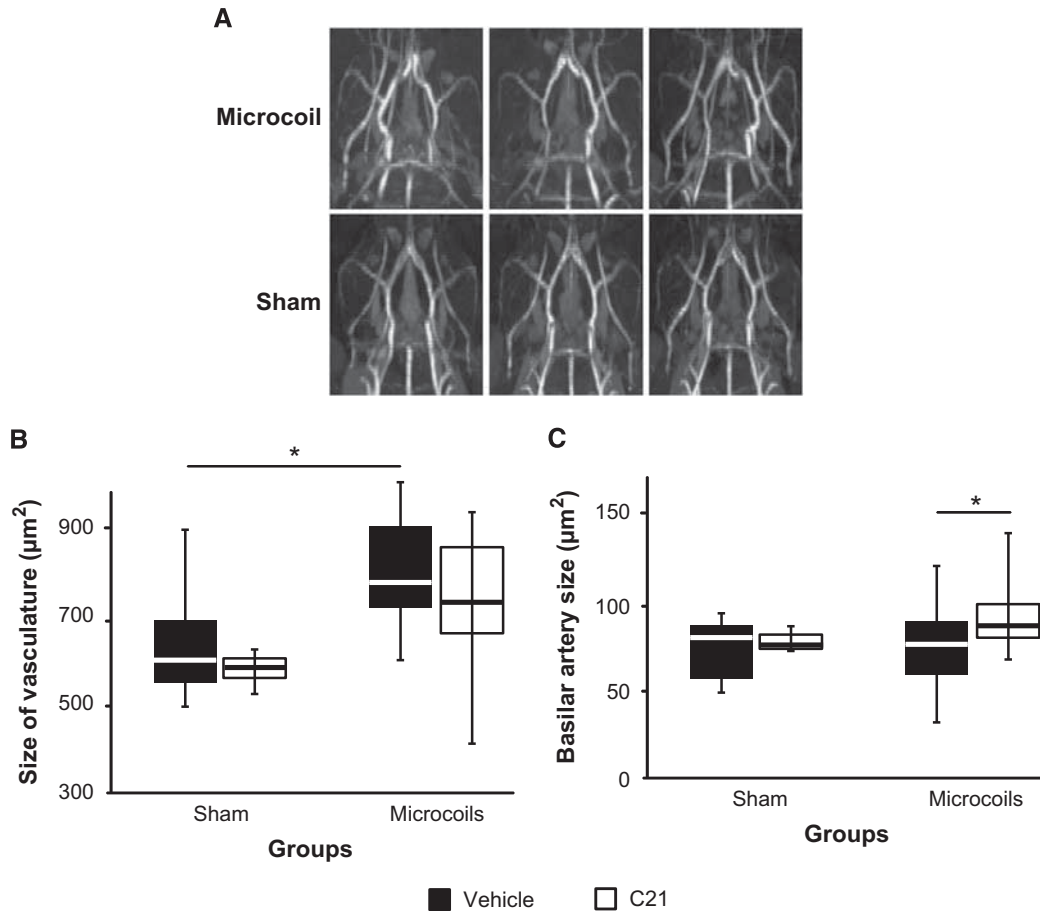 A
Microcoil
Sham
B
*
Size of vasculature (µm²)
900
700
500
300
Sham
Microcoils
Groups
C
*
Basilar artery size (µm²)
150
100
50
0
Sham
Microcoils
Groups
Vehicle
C21